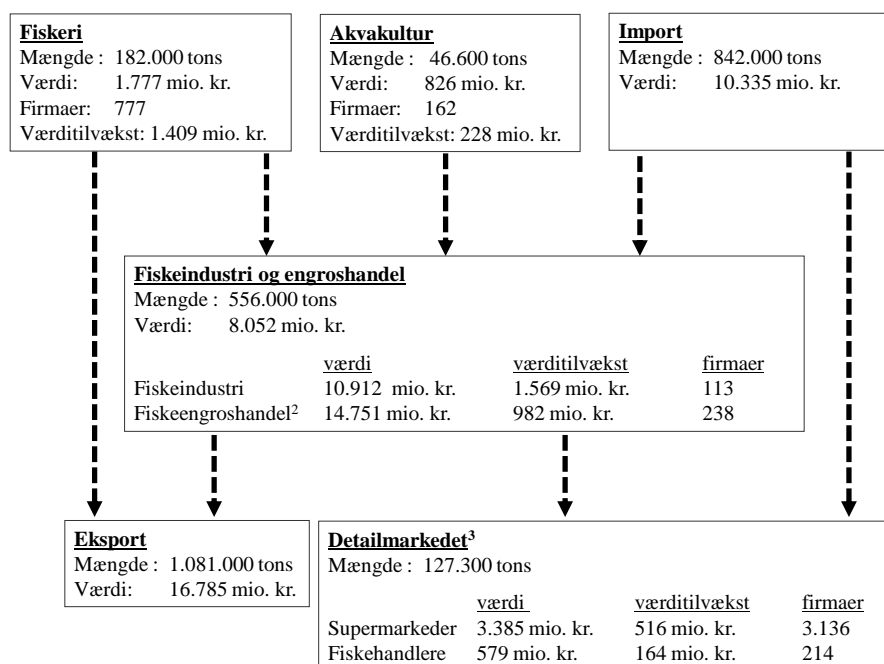 Fiskeri
Mængde : 182.000 tons
Værdi: 1.777 mio. kr.
Firmaer: 777
Værditilvækst: 1.409 mio. kr.
Akvakultur
Mængde : 46.600 tons
Værdi: 826 mio. kr.
Firmaer: 162
Værditilvækst: 228 mio. kr.
Import
Mængde : 842.000 tons
Værdi: 10.335 mio. kr.
Fiskeindustri og engroshandel
Mængde : 556.000 tons
Værdi: 8.052 mio. kr.
værdi værditilvækst firmaer
Fiskeindustri 10.912 mio. kr. 1.569 mio. kr. 113
Fiskeengroshandel² 14.751 mio. kr. 982 mio. kr. 238
Eksport
Mængde : 1.081.000 tons
Værdi: 16.785 mio. kr.
Detailmarkedet³
Mængde : 127.300 tons
værdi værditilvækst firmaer
Supermarkeder 3.385 mio. kr. 516 mio. kr. 3.136
Fiskehandlere 579 mio. kr. 164 mio. kr. 214